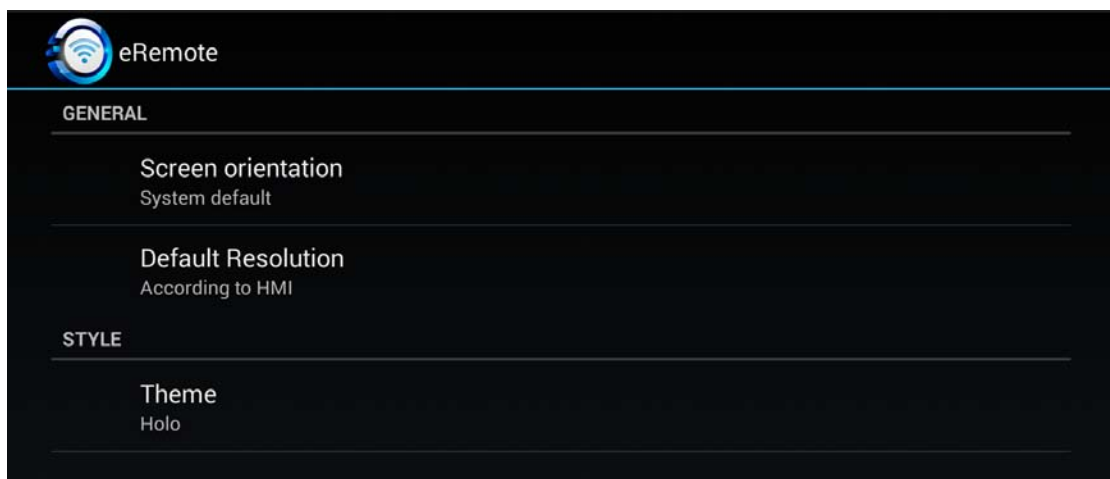 eRemote
GENERAL
Screen orientation
System default
Default Resolution
According to HMI
STYLE
Theme
Holo